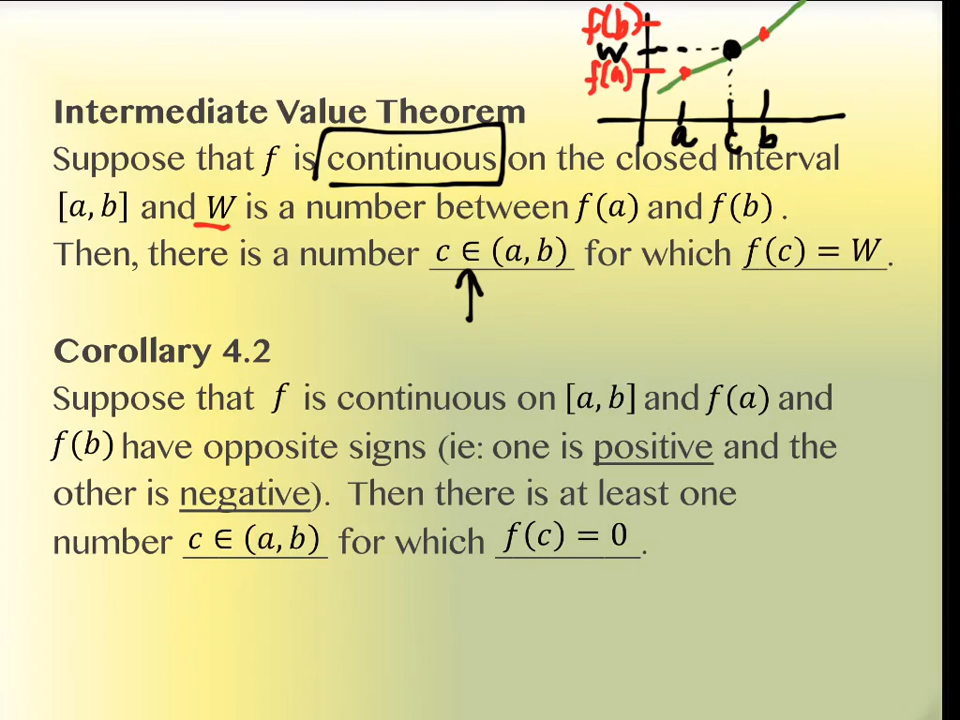 f(b)
W
f(a)
a c b
Intermediate Value Theorem
Suppose that f is continuous on the closed interval
[a, b] and W is a number between f(a) and f(b) .
Then, there is a number c ∈ (a, b) for which f(c) = W .
Corollary 4.2
Suppose that f is continuous on [a, b] and f(a) and
f(b) have opposite signs (ie: one is positive and the
other is negative). Then there is at least one
number c ∈ (a, b) for which f(c) = 0 .